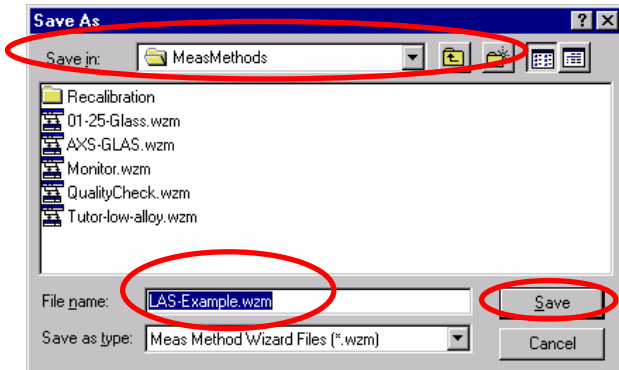 Save As
Save in: MeasMethods
Recalibration
01-25-Glass.wzm
AXS-GLAS.wzm
Monitor.wzm
QualityCheck.wzm
Tutor-low-alloy.wzm
File name: LAS-Example.wzm Save
Save as type: Meas Method Wizard Files (*.wzm) Cancel